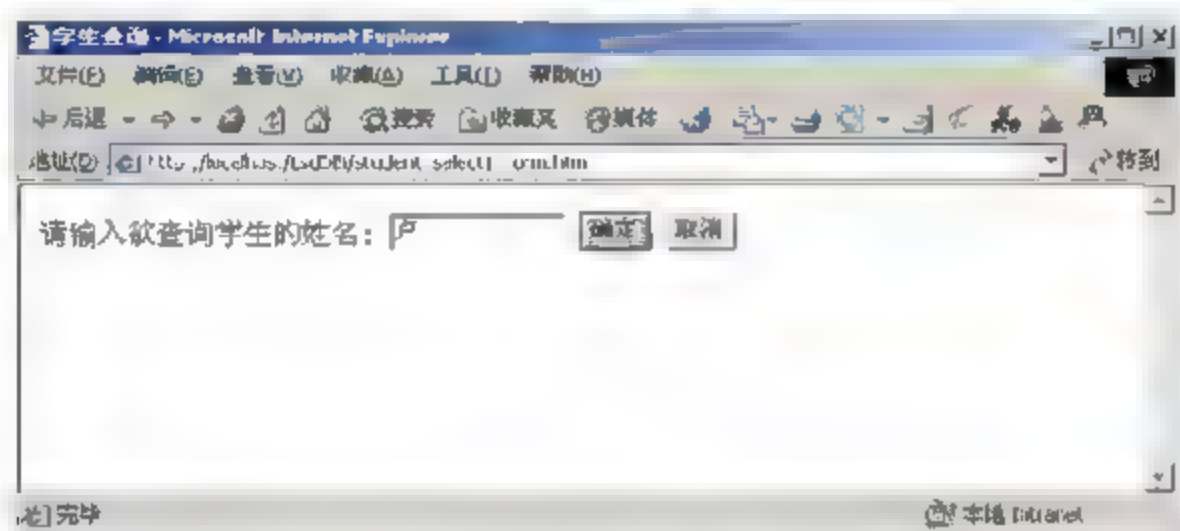 学生查询 - Microsoft Internet Explorer
文件(F) 编辑(E) 查看(V) 收藏(A) 工具(T) 帮助(H)
后退 搜索 收藏夹 媒体
地址(D) 转到
请输入欲查询学生的姓名: 卢 确定 取消
完毕 本地 Intranet